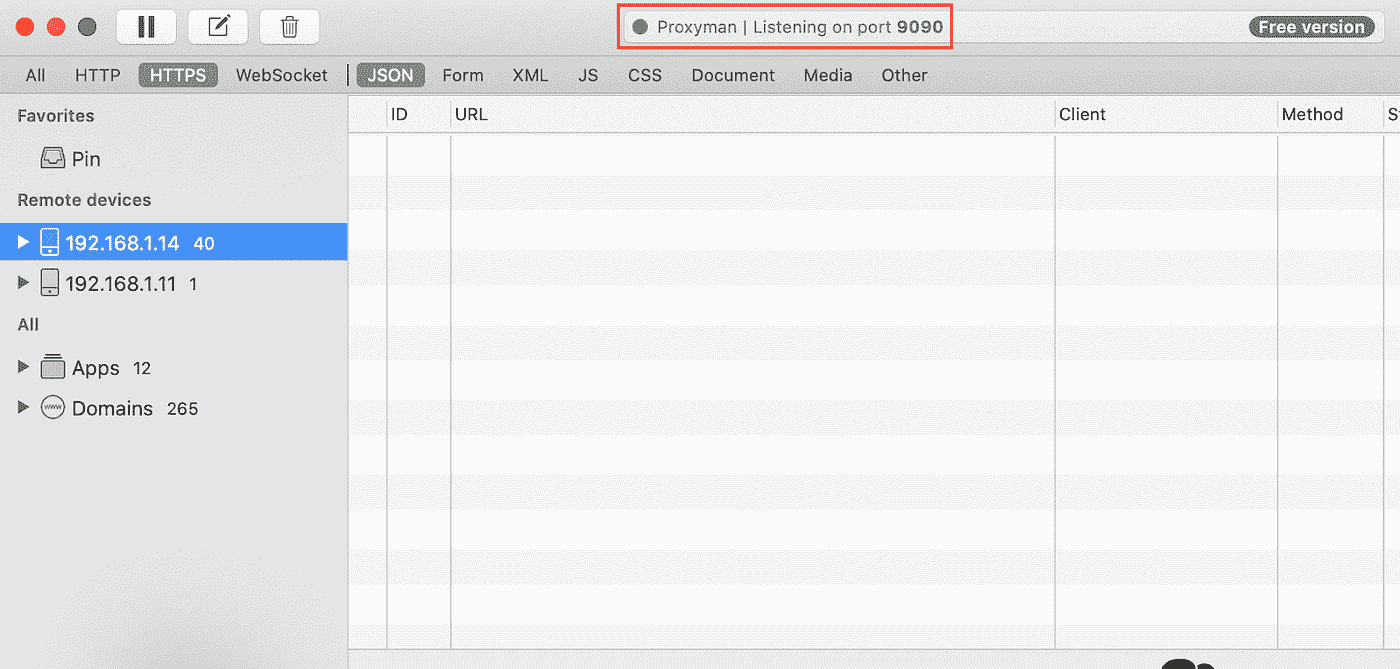 Proxyman | Listening on port 9090
Free version
All HTTP HTTPS WebSocket JSON Form XML JS CSS Document Media Other
Favorites
Pin
Remote devices
192.168.1.14 40
192.168.1.11 1
All
Apps 12
www Domains 265
ID URL Client Method